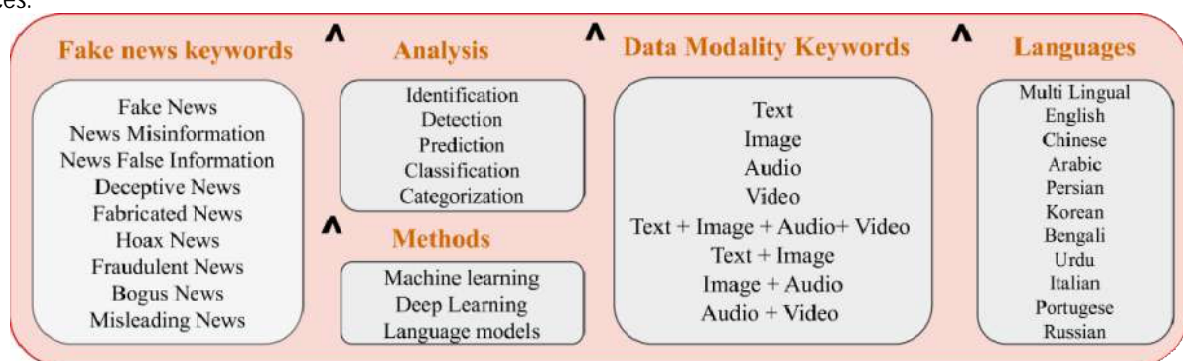 ces.
Fake news keywords
Fake News
News Misinformation
News False Information
Deceptive News
Fabricated News
Hoax News
Fraudulent News
Bogus News
Misleading News
^
Analysis
Identification
Detection
Prediction
Classification
Categorization
^
Methods
Machine learning
Deep Learning
Language models
^
Data Modality Keywords
Text
Image
Audio
Video
Text + Image + Audio+ Video
Text + Image
Image + Audio
Audio + Video
^
Languages
Multi Lingual
English
Chinese
Arabic
Persian
Korean
Bengali
Urdu
Italian
Portugese
Russian